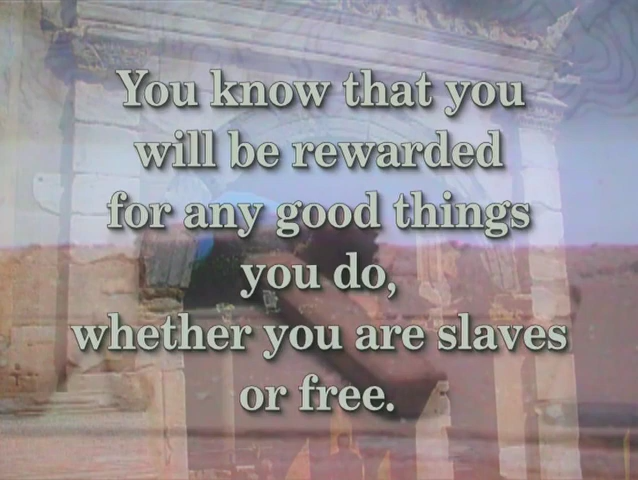 You know that you
will be rewarded
for any good things
you do,
whether you are slaves
or free.